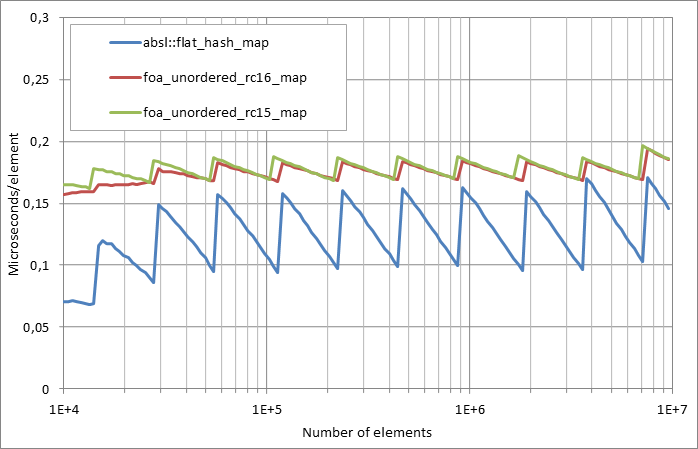 0,3
absl::flat_hash_map
0,25
foa_unordered_rc16_map
foa_unordered_rc15_map
0,2
Microseconds/element
0,15
0,1
0,05
0
1E+4 1E+5 1E+6 1E+7
Number of elements